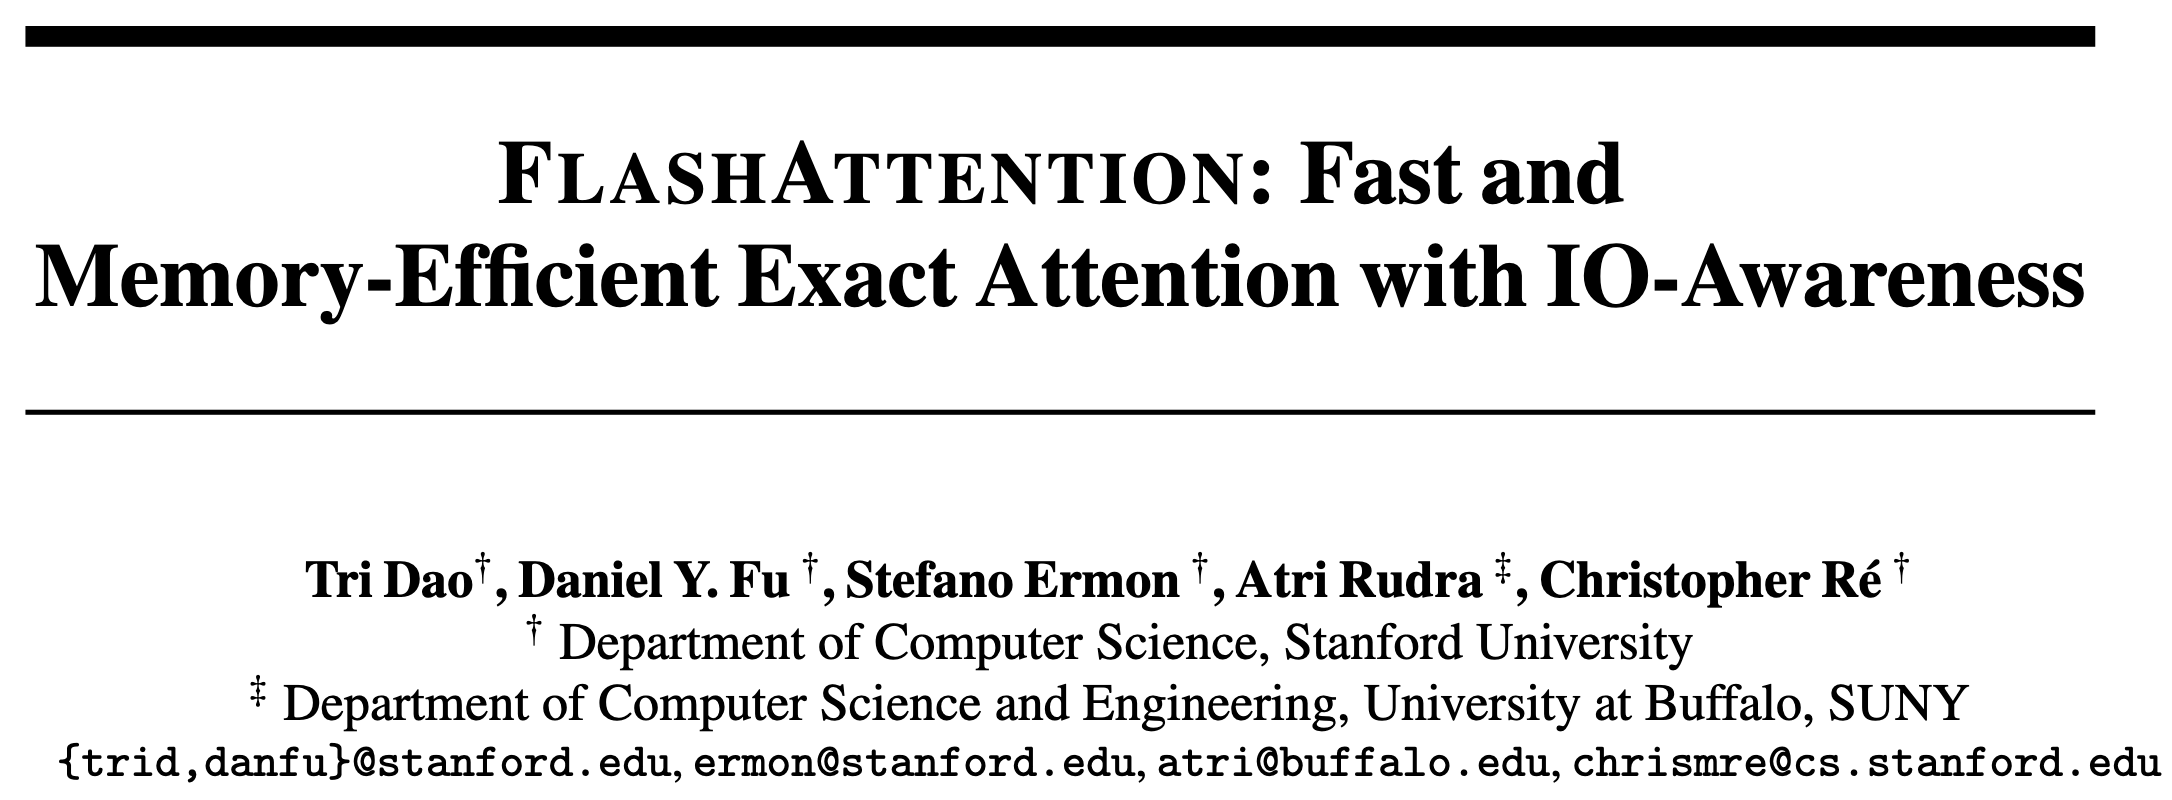 FLASHATTENTION: Fast and
Memory-Efficient Exact Attention with IO-Awareness
Tri Dao†, Daniel Y. Fu †, Stefano Ermon †, Atri Rudra ‡, Christopher Ré †
† Department of Computer Science, Stanford University
‡ Department of Computer Science and Engineering, University at Buffalo, SUNY
{trid,danfu}@stanford.edu, ermon@stanford.edu, atri@buffalo.edu, chrismre@cs.stanford.edu